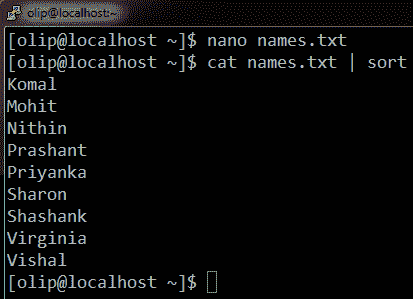 olip@localhost:~
[olip@localhost ~]$ nano names.txt
[olip@localhost ~]$ cat names.txt | sort
Komal
Mohit
Nithin
Prashant
Priyanka
Sharon
Shashank
Virginia
Vishal
[olip@localhost ~]$